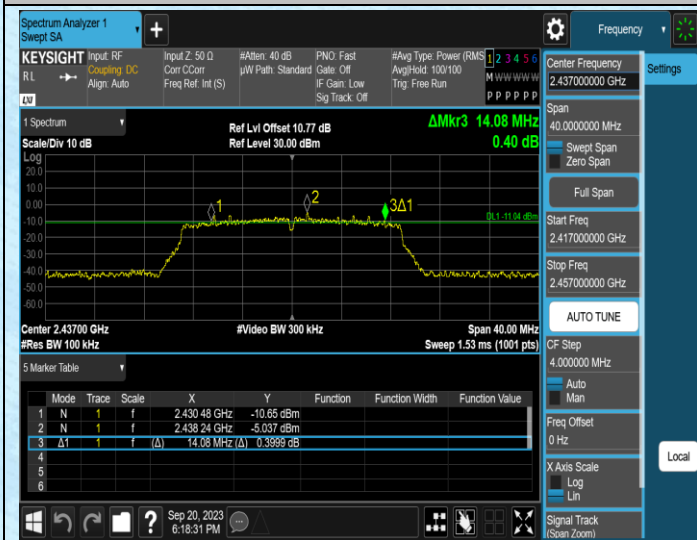 Spectrum Analyzer 1
Swept SA
+
Frequency
KEYSIGHT
RL
LXI
Input: RF
Coupling: DC
Align: Auto
Input Z: 50 Ω
Corr CCorr
Freq Ref: Int (S)
#Atten: 40 dB
µW Path: Standard
PNO: Fast
Gate: Off
IF Gain: Low
Sig Track: Off
#Avg Type: Power (RMS
Avg|Hold: 100/100
Trig: Free Run
1 2 3 4 5 6
M W W W W W
P P P P P P
1 Spectrum
Scale/Div 10 dB
Log
Ref Lvl Offset 10.77 dB
Ref Level 30.00 dBm
ΔMkr3 14.08 MHz
0.40 dB
20.0
10.0
0.00
-10.0
-20.0
-30.0
-40.0
-50.0
-60.0
1
2
3Δ1
DL1 -11.04 dBm
Center 2.43700 GHz
#Res BW 100 kHz
#Video BW 300 kHz
Span 40.00 MHz
Sweep 1.53 ms (1001 pts)
5 Marker Table
Mode Trace Scale X Y Function Function Width Function Value
1 N 1 f 2.430 48 GHz -10.65 dBm
2 N 1 f 2.438 24 GHz -5.037 dBm
3 Δ1 1 f (Δ) 14.08 MHz (Δ) 0.3999 dB
4
5
6
?
Sep 20, 2023
6:18:31 PM
Center Frequency
2.437000000 GHz
Span
40.0000000 MHz
Swept Span
Zero Span
Full Span
Start Freq
2.417000000 GHz
Stop Freq
2.457000000 GHz
AUTO TUNE
CF Step
4.000000 MHz
Auto
Man
Freq Offset
0 Hz
X Axis Scale
Log
Lin
Signal Track
(Span Zoom)
Settings
Local